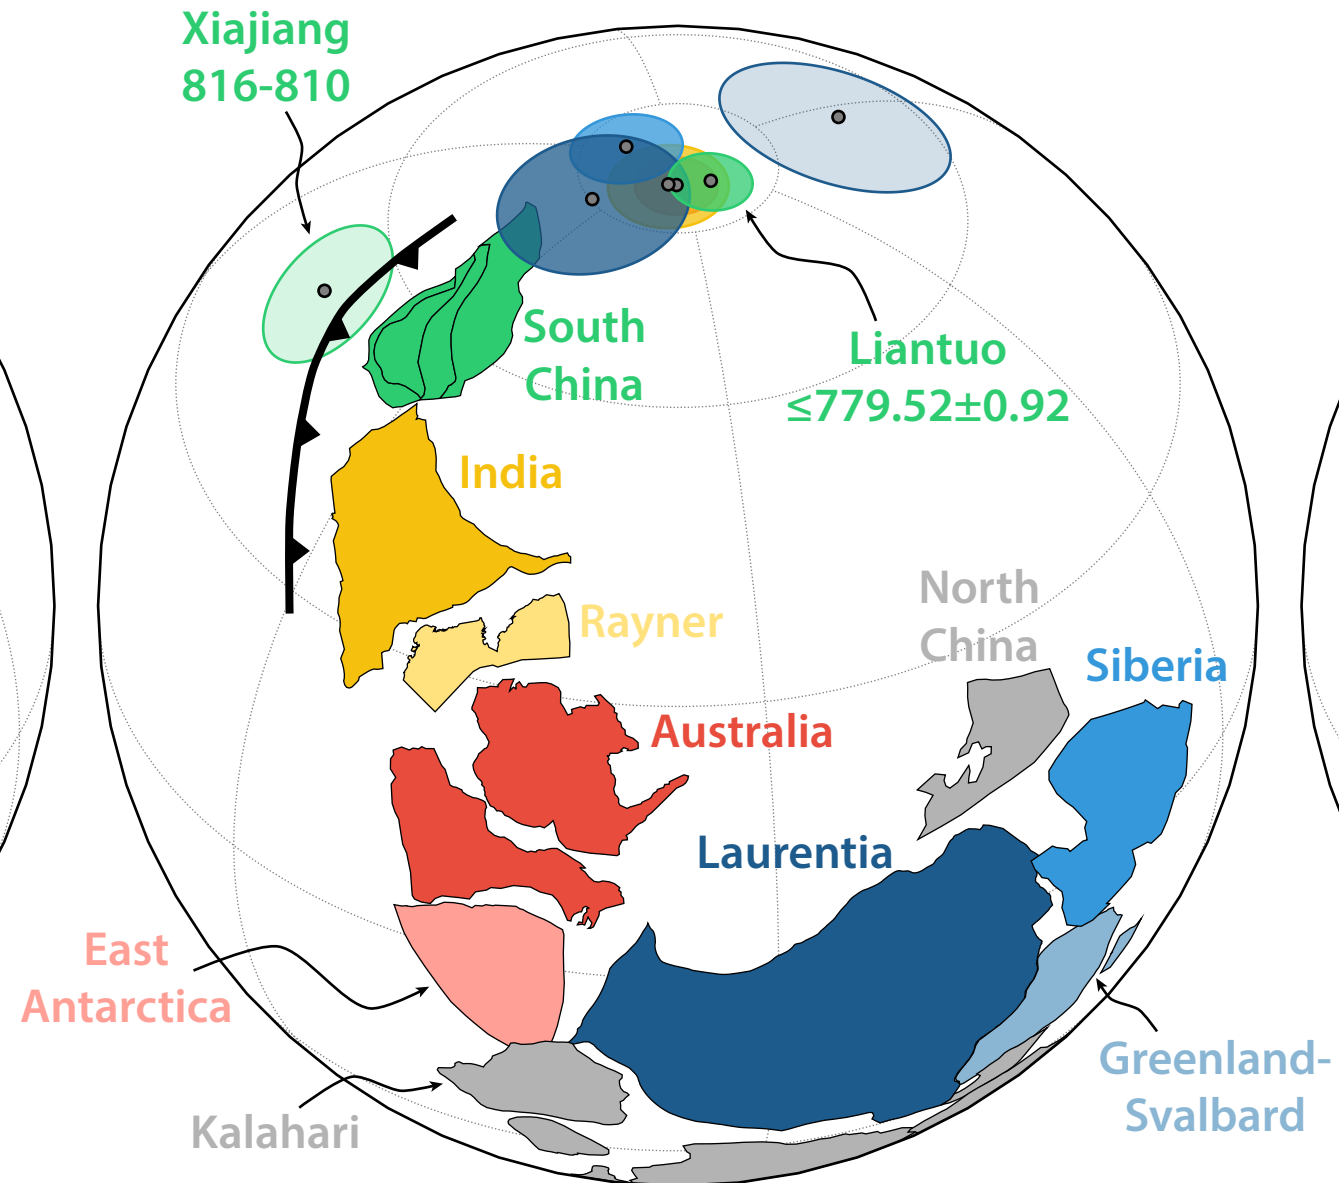 Xiajiang
816-810
South
China
Liantuo
≤779.52±0.92
India
North
China
Rayner
Siberia
Australia
Laurentia
East
Antarctica
Greenland-
Svalbard
Kalahari